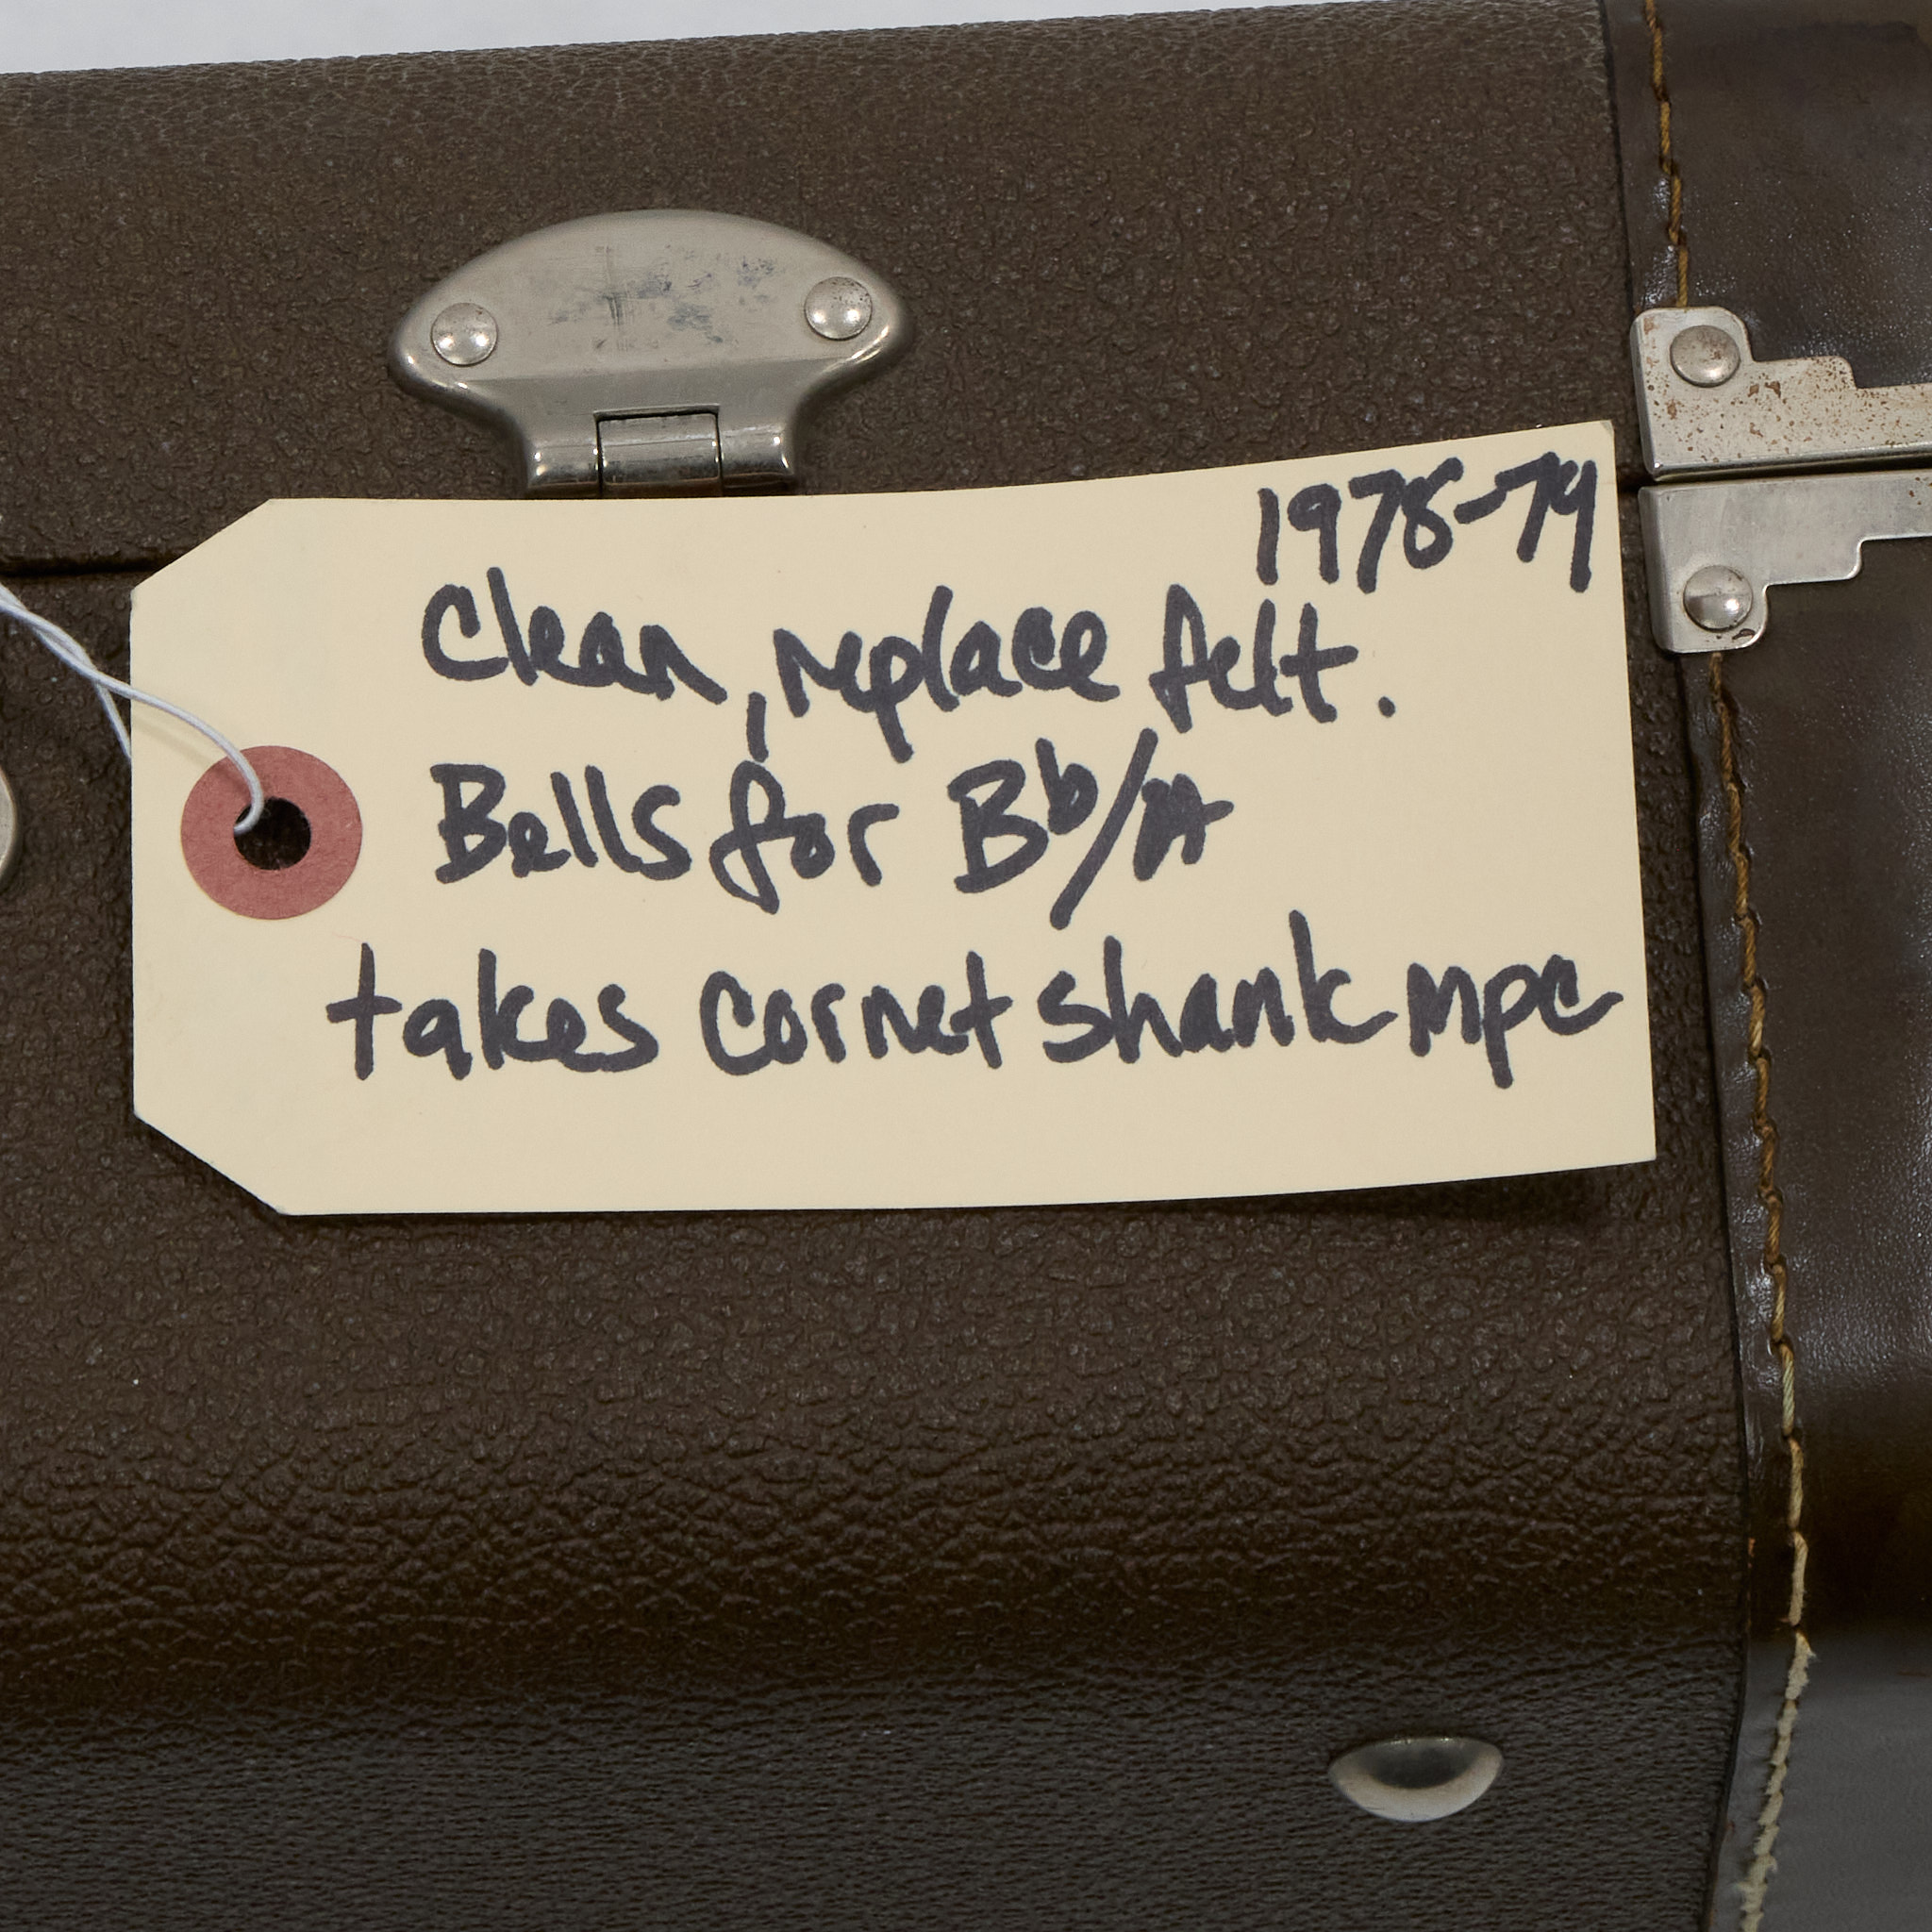 1978-79
Clean, replace felt.
Bells for Bb/A
takes cornet shank mpc